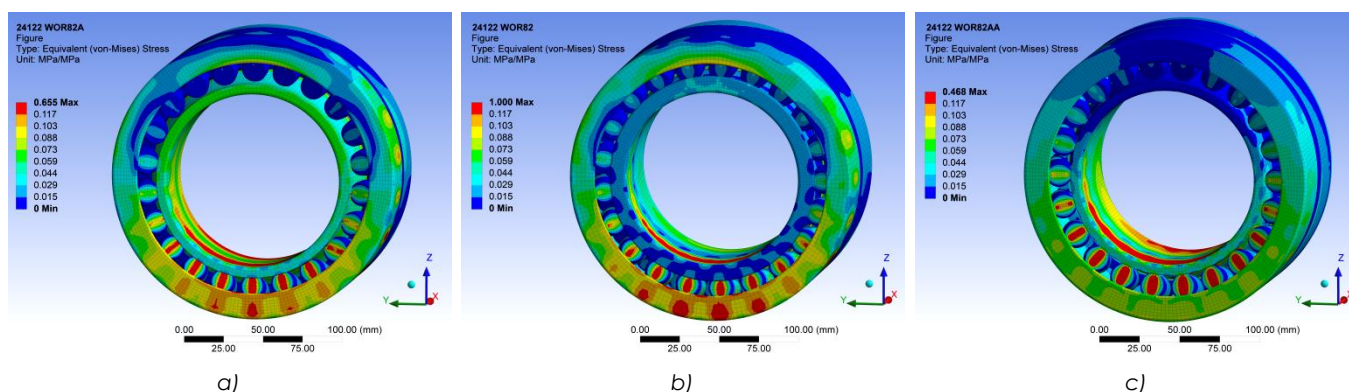 24122 WOR82A
Figure
Type: Equivalent (von-Mises) Stress
Unit: MPa/MPa
0.655 Max
0.117
0.103
0.088
0.073
0.059
0.044
0.029
0.015
0 Min
Z
Y
X
0.00
50.00
100.00 (mm)
25.00
75.00
a)
24122 WOR82
Figure
Type: Equivalent (von-Mises) Stress
Unit: MPa/MPa
1.000 Max
0.117
0.103
0.088
0.073
0.059
0.044
0.029
0.015
0 Min
Z
Y
X
0.00
50.00
100.00 (mm)
25.00
75.00
b)
24122 WOR82AA
Figure
Type: Equivalent (von-Mises) Stress
Unit: MPa/MPa
0.468 Max
0.117
0.103
0.088
0.073
0.059
0.044
0.029
0.015
0 Min
Z
Y
X
0.00
50.00
100.00 (mm)
25.00
75.00
c)